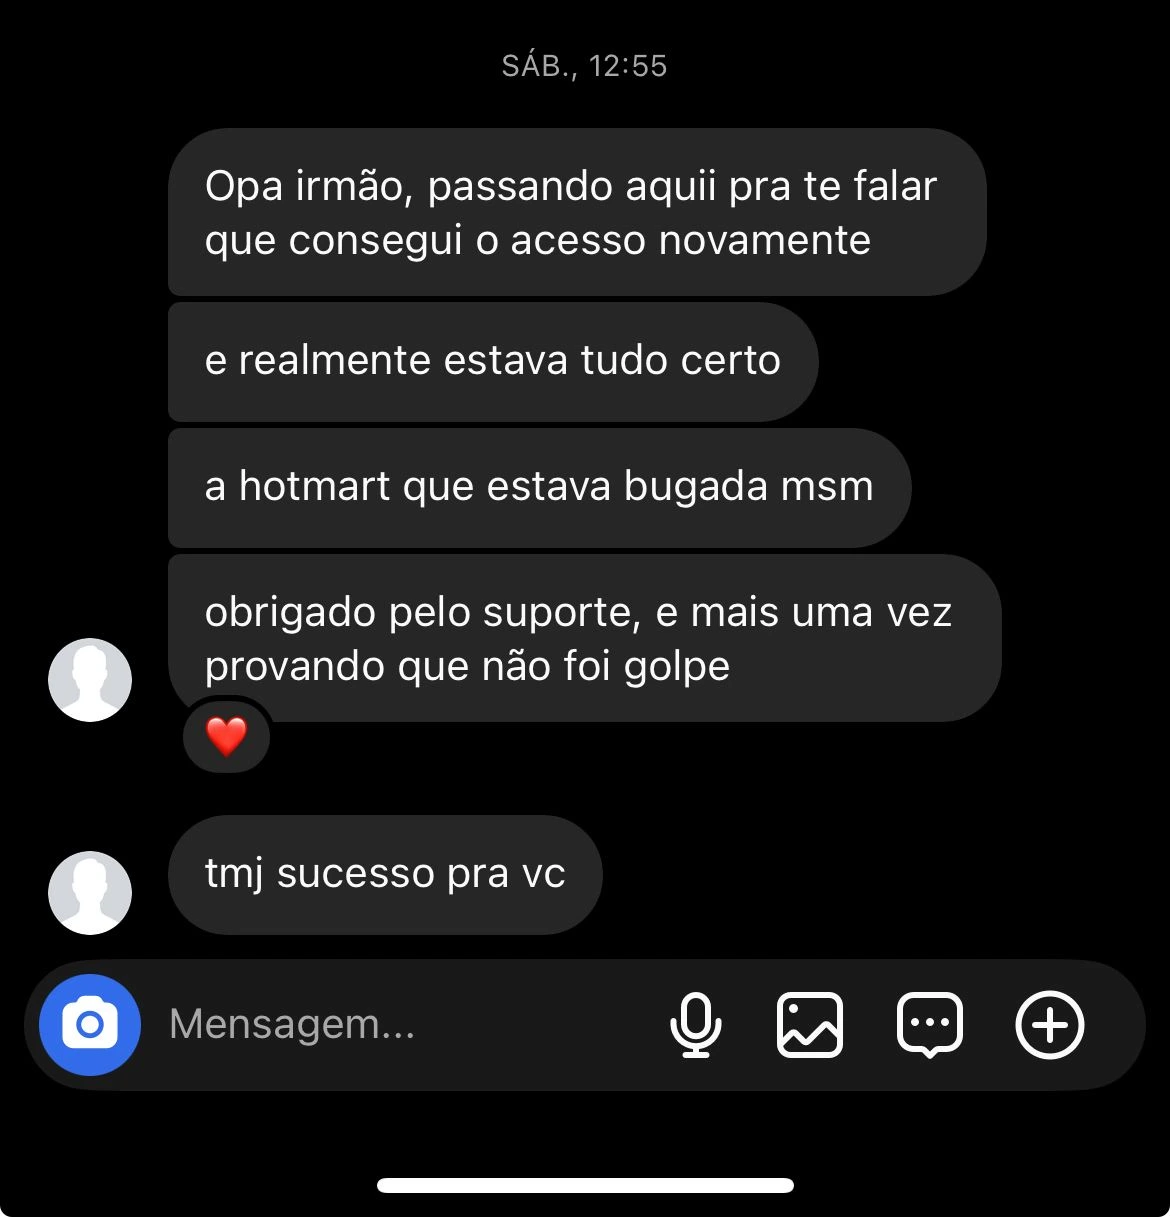 SÁB., 12:55
Opa irmão, passando aquii pra te falar
que consegui o acesso novamente
e realmente estava tudo certo
a hotmart que estava bugada msm
obrigado pelo suporte, e mais uma vez
provando que não foi golpe
tmj sucesso pra vc
Mensagem...